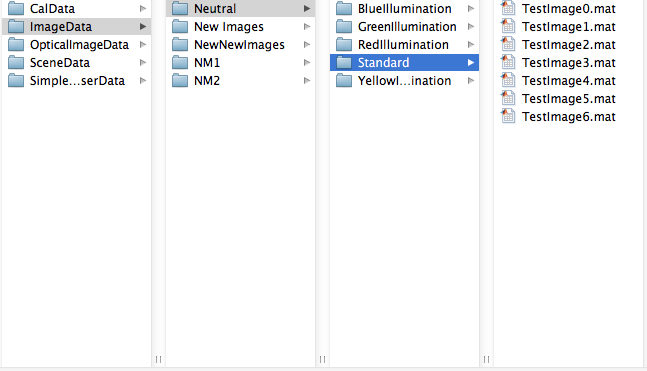 CalData
ImageData
OpticalImageData
SceneData
Simple...serData
Neutral
New Images
NewNewImages
NM1
NM2
BlueIllumination
GreenIllumination
RedIllumination
Standard
YellowI...ination
TestImage0.mat
TestImage1.mat
TestImage2.mat
TestImage3.mat
TestImage4.mat
TestImage5.mat
TestImage6.mat